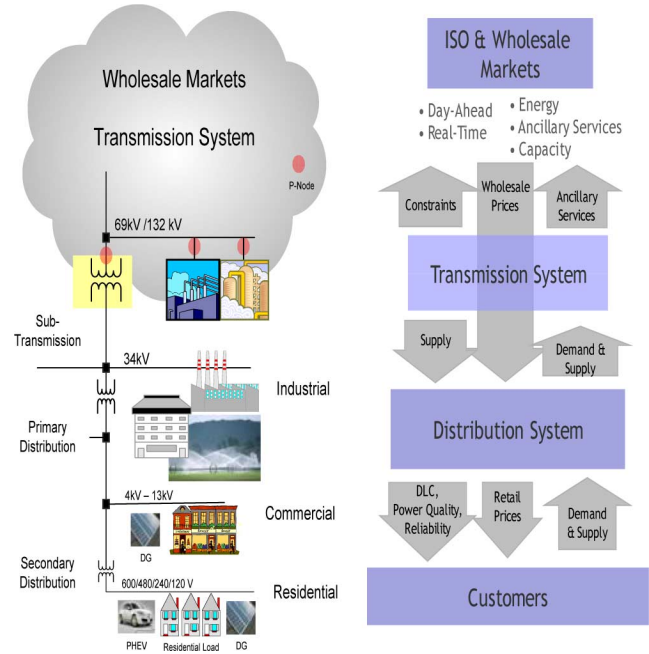 Wholesale Markets
Transmission System
P-Node
69kV /132 kV
Sub-
Transmission
34kV
Industrial
Primary
Distribution
4kV – 13kV
Commercial
DG
Secondary
Distribution
600/480/240/120 V
Residential
PHEV
Residential Load
DG
ISO & Wholesale
Markets
• Day-Ahead
• Real-Time
• Energy
• Ancillary Services
• Capacity
Constraints
Wholesale
Prices
Ancillary
Services
Transmission System
Supply
Demand &
Supply
Distribution System
DLC,
Power Quality,
Reliability
Retail
Prices
Demand
& Supply
Customers